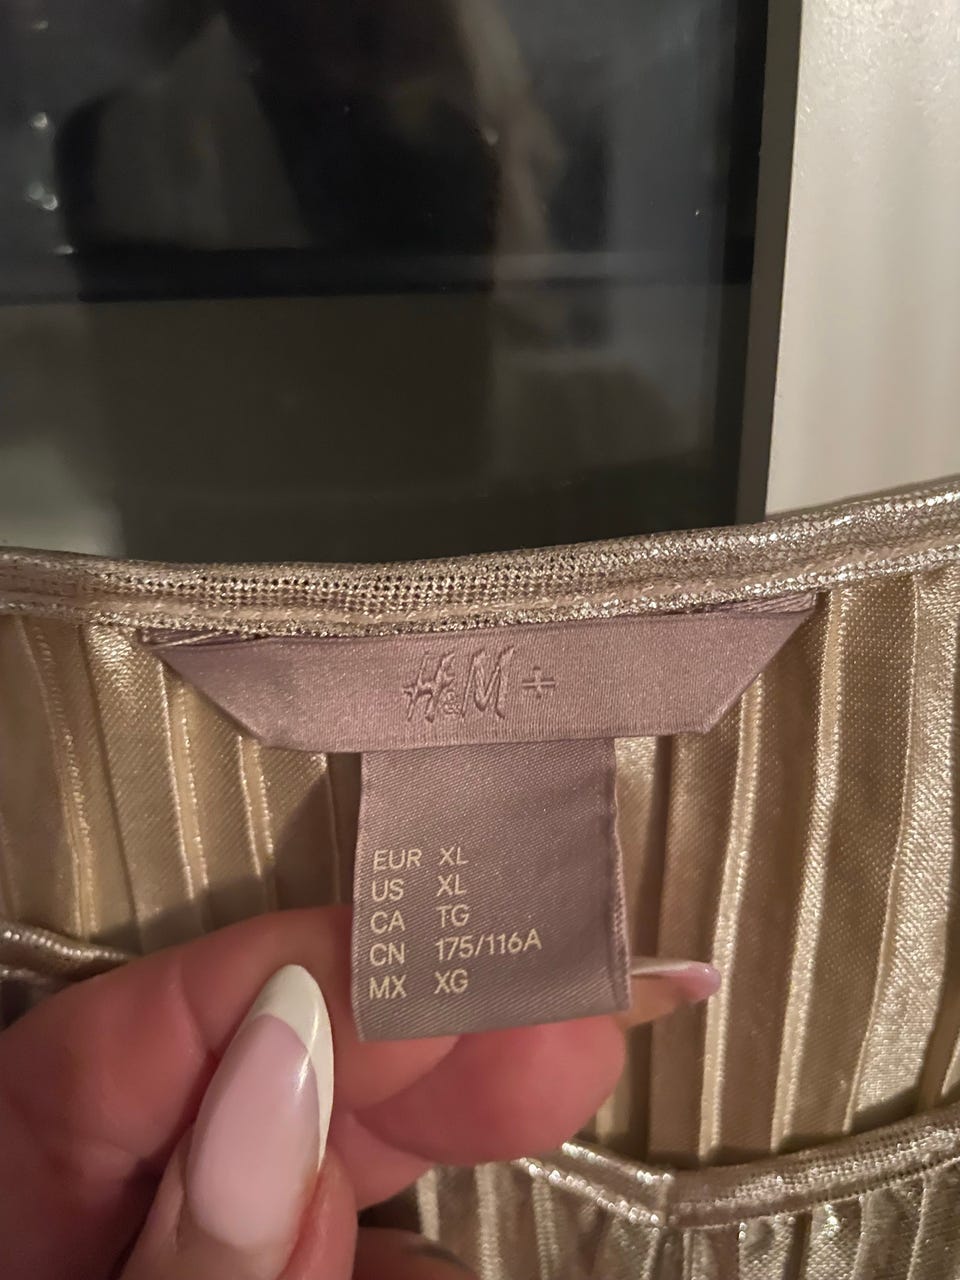 H&M+
EUR XL
US XL
CA TG
CN 175/116A
MX XG